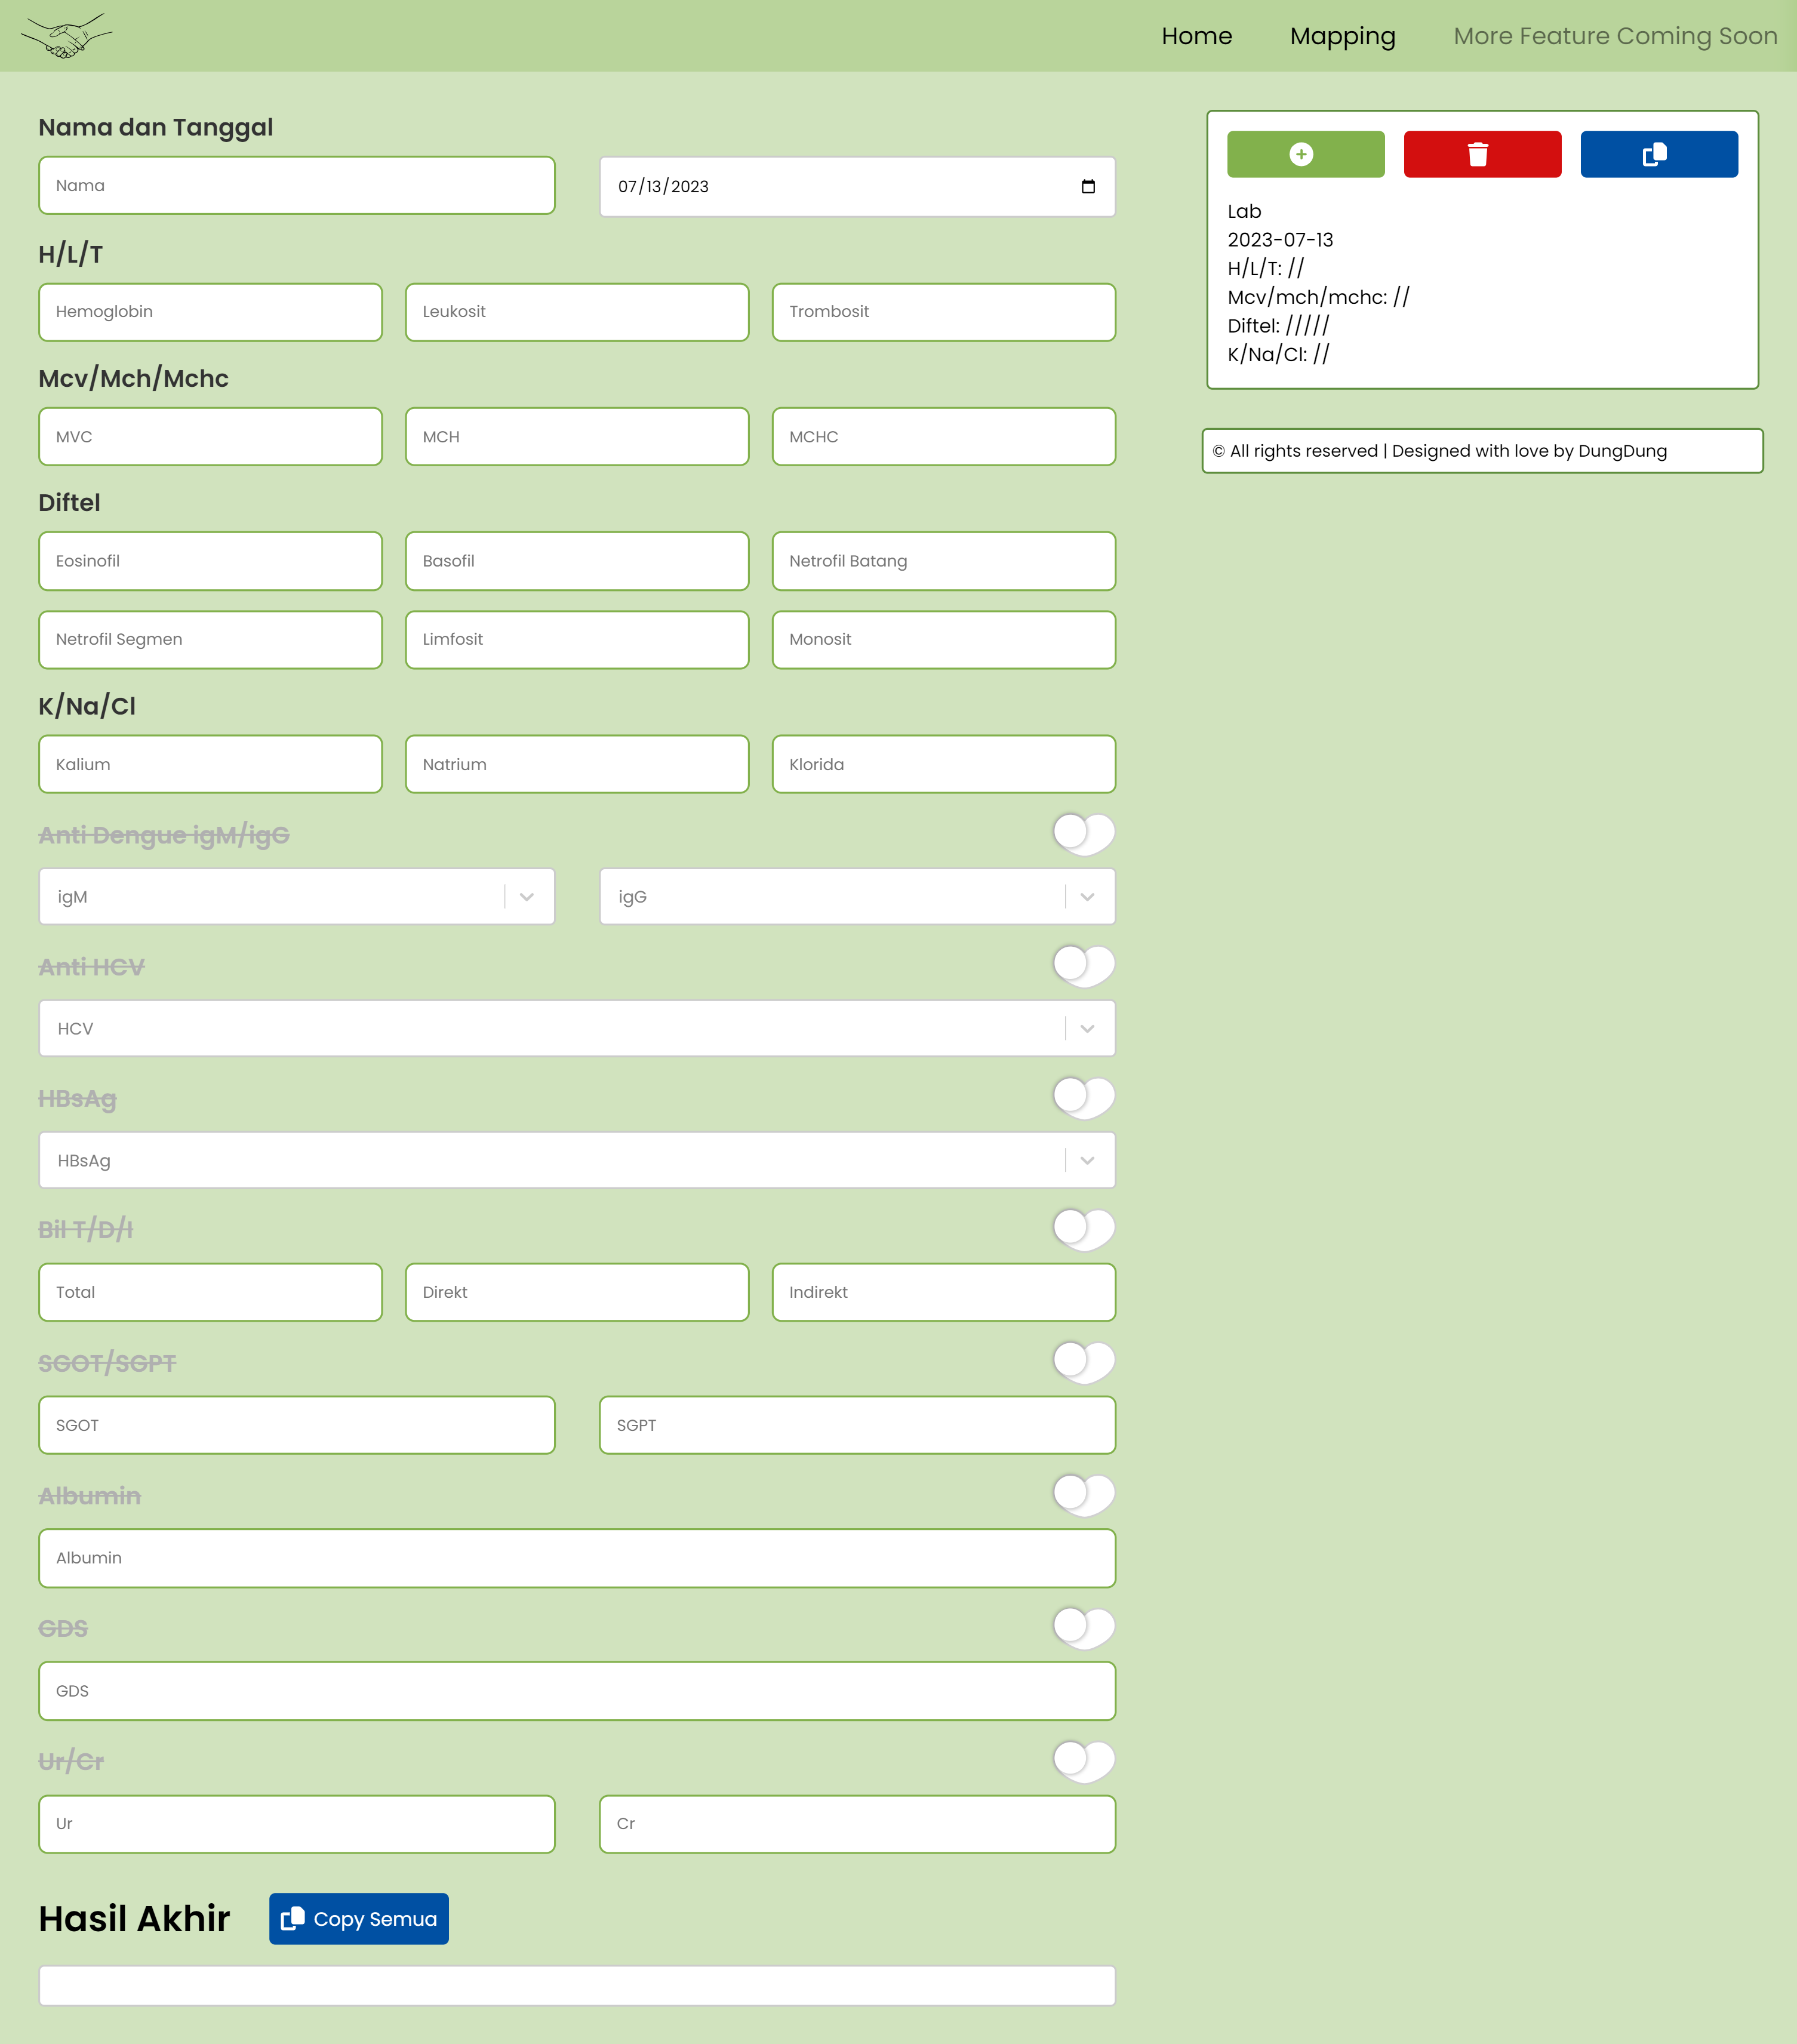 Home Mapping More Feature Coming Soon
Nama dan Tanggal
Nama 07/13/2023
H/L/T
Hemoglobin Leukosit Trombosit
Mcv/Mch/Mchc
MVC MCH MCHC
Diftel
Eosinofil Basofil Netrofil Batang
Netrofil Segmen Limfosit Monosit
K/Na/Cl
Kalium Natrium Klorida
Anti Dengue igM/igG
igM igG
Anti HCV
HCV
HBsAg
HBsAg
Bil T/D/I
Total Direkt Indirekt
SGOT/SGPT
SGOT SGPT
Albumin
Albumin
GDS
GDS
Ur/Cr
Ur Cr
Hasil Akhir Copy Semua
Lab
2023-07-13
H/L/T: //
Mcv/mch/mchc: //
Diftel: /////
K/Na/Cl: //
© All rights reserved | Designed with love by DungDung